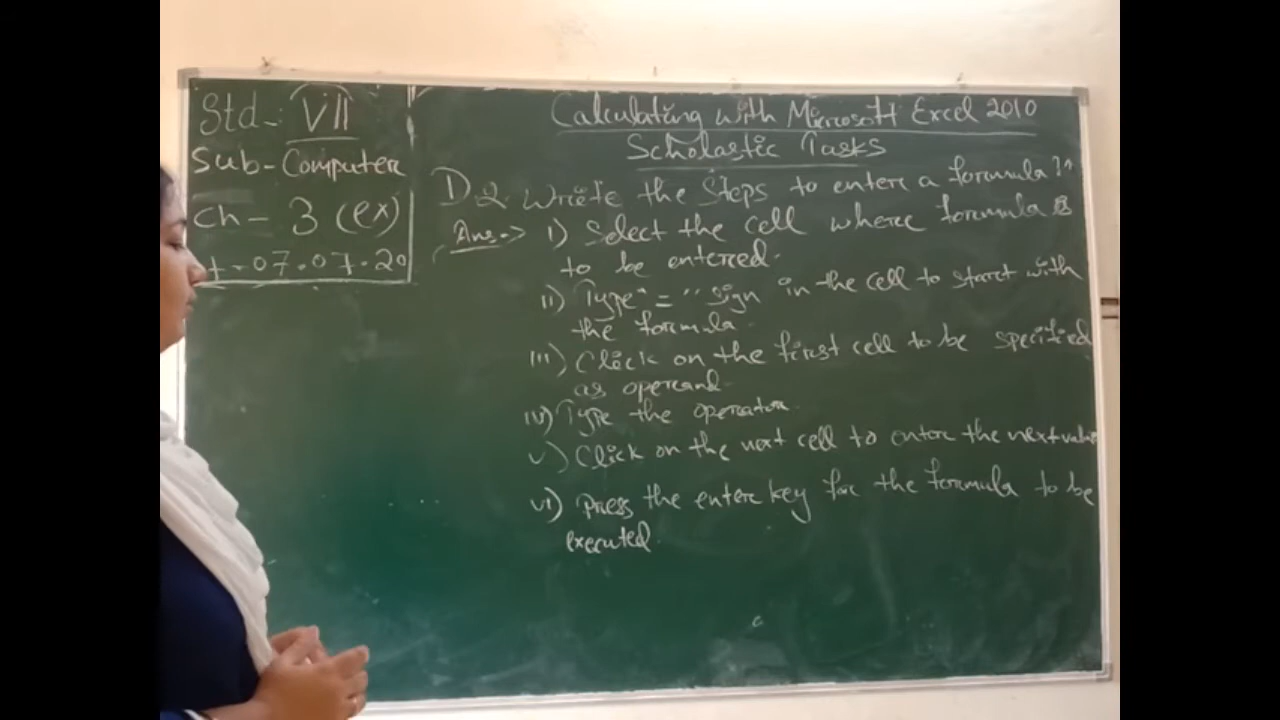 Std - VII
Sub - Computer
Ch - 3 (ex)
07.07.20
Calculating with Microsoft Excel 2010
Scholastic Tasks
D 2. Write the Steps to enter a formula?
Ans. -> i) Select the cell where formula is
to be entered.
ii) Type "=" sign in the cell to start with
the formula.
iii) Click on the first cell to be specified
as operand.
iv) Type the operator.
v) Click on the next cell to enter the next value
vi) Press the enter key for the formula to be
executed.